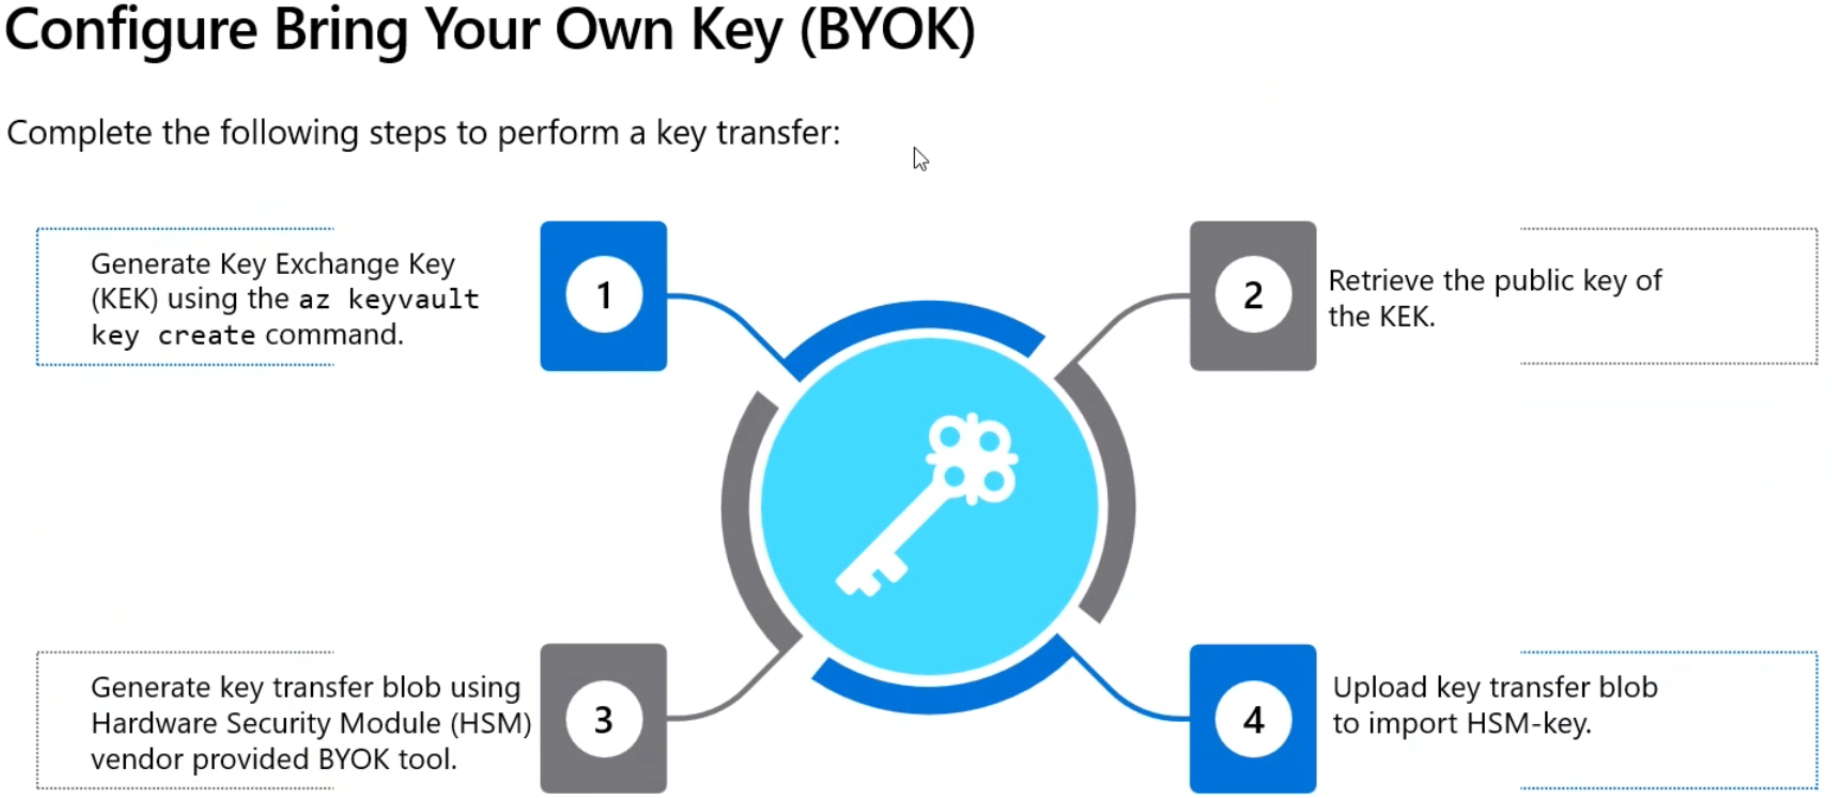 Configure Bring Your Own Key (BYOK)
Complete the following steps to perform a key transfer:
Generate Key Exchange Key
(KEK) using the az keyvault
key create command.
1
2
Retrieve the public key of
the KEK.
Generate key transfer blob using
Hardware Security Module (HSM)
vendor provided BYOK tool.
3
4
Upload key transfer blob
to import HSM-key.